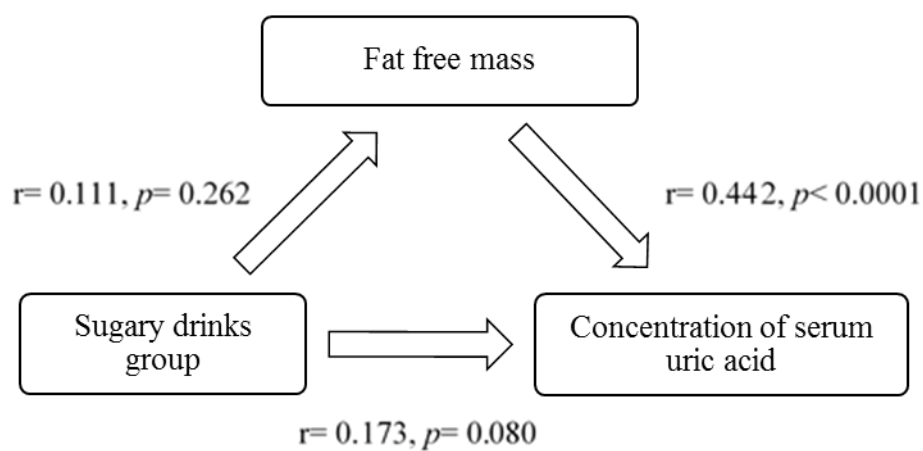 Fat free mass
r= 0.111, p= 0.262
r= 0.442, p< 0.0001
Sugary drinks
group
Concentration of serum
uric acid
r= 0.173, p= 0.080